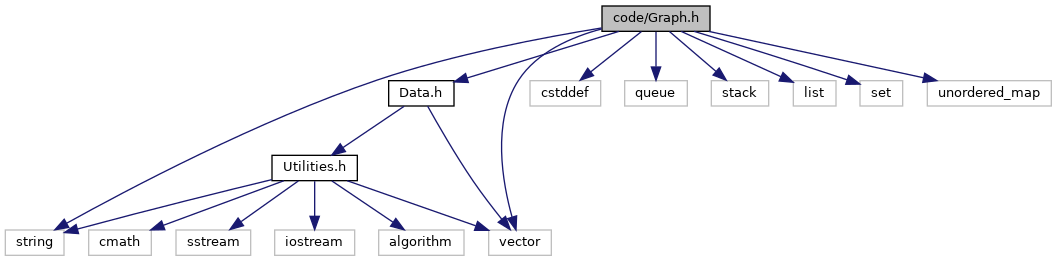 code/Graph.h
Data.h
cstddef
queue
stack
list
set
unordered_map
Utilities.h
string
cmath
sstream
iostream
algorithm
vector